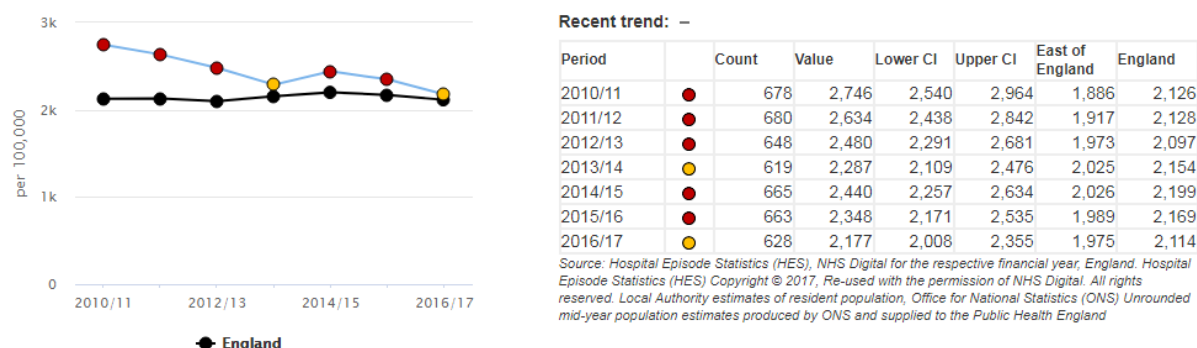 3k
2k
1k
0
per 100,000
2010/11 2012/13 2014/15 2016/17
England
Recent trend: –
Period Count Value Lower CI Upper CI East of England England
2010/11 678 2,746 2,540 2,964 1,886 2,126
2011/12 680 2,634 2,438 2,842 1,917 2,128
2012/13 648 2,480 2,291 2,681 1,973 2,097
2013/14 619 2,287 2,109 2,476 2,025 2,154
2014/15 665 2,440 2,257 2,634 2,026 2,199
2015/16 663 2,348 2,171 2,535 1,989 2,169
2016/17 628 2,177 2,008 2,355 1,975 2,114
Source: Hospital Episode Statistics (HES), NHS Digital for the respective financial year, England. Hospital
Episode Statistics (HES) Copyright © 2017, Re-used with the permission of NHS Digital. All rights
reserved. Local Authority estimates of resident population, Office for National Statistics (ONS) Unrounded
mid-year population estimates produced by ONS and supplied to the Public Health England